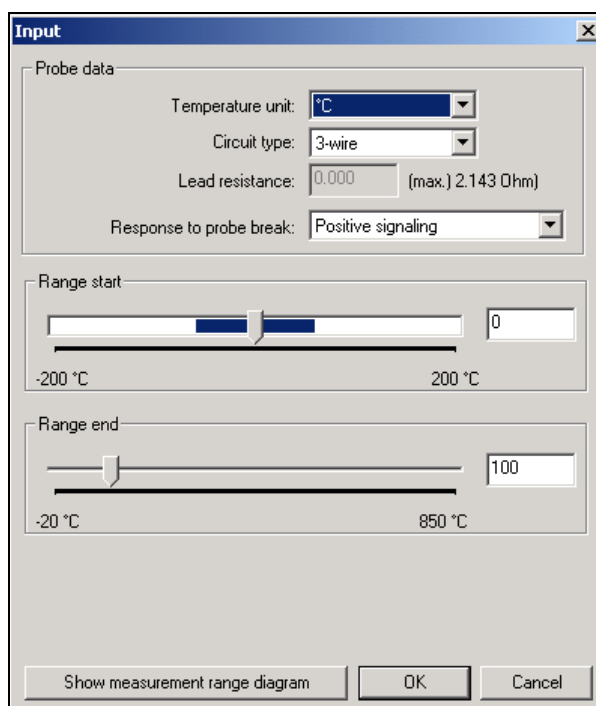 Input
Probe data
Temperature unit: °C
Circuit type: 3-wire
Lead resistance: 0.000 (max.) 2.143 Ohm)
Response to probe break: Positive signaling
Range start
0
-200 °C 200 °C
Range end
100
-20 °C 850 °C
Show measurement range diagram OK Cancel